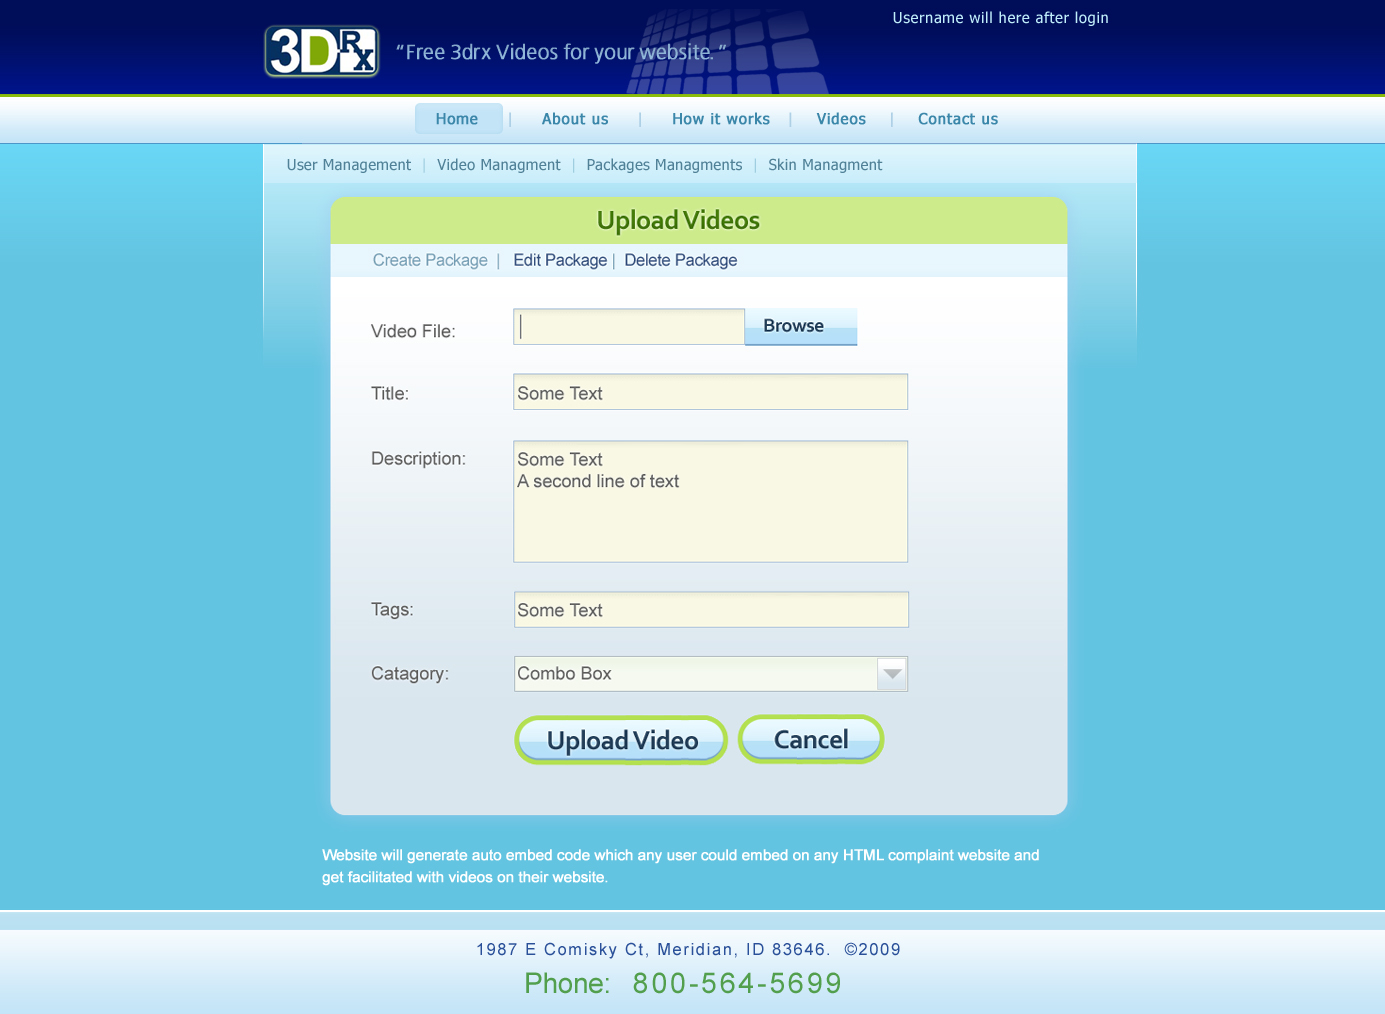 Username will here after login
3DRx
“Free 3drx Videos for your website.”
Home | About us | How it works | Videos | Contact us
User Management | Video Managment | Packages Managments | Skin Managment
Upload Videos
Create Package | Edit Package | Delete Package
Video File: Browse
Title: Some Text
Description: Some Text
A second line of text
Tags: Some Text
Catagory: Combo Box
Upload Video Cancel
Website will generate auto embed code which any user could embed on any HTML complaint website and
get facilitated with videos on their website.
1987 E Comisky Ct, Meridian, ID 83646. ©2009
Phone: 800-564-5699